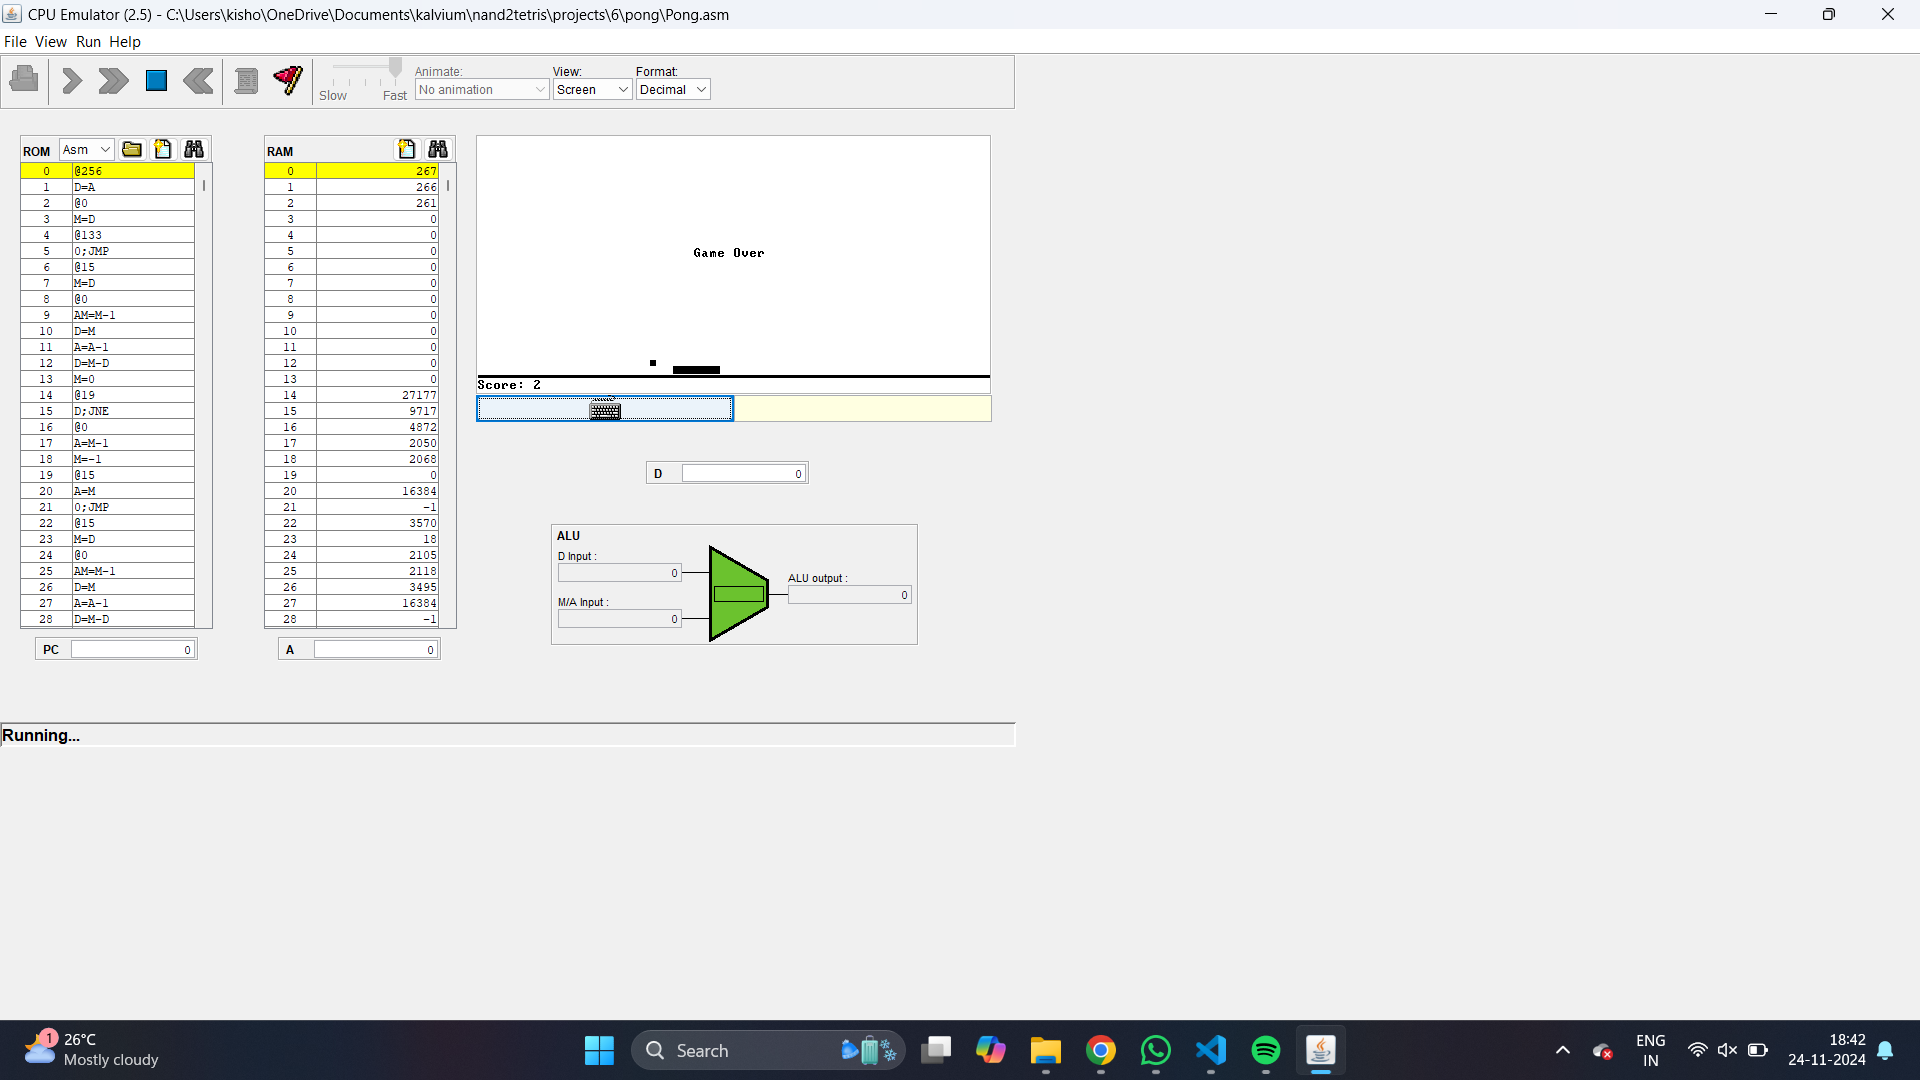 CPU Emulator (2.5) - C:\Users\kisho\OneDrive\Documents\kalvium\nand2tetris\projects\6\pong\Pong.asm
File View Run Help
Slow Fast
Animate:
No animation
View:
Screen
Format:
Decimal
ROM Asm
0 @256
1 D=A
2 @0
3 M=D
4 @133
5 0;JMP
6 @15
7 M=D
8 @0
9 AM=M-1
10 D=M
11 A=A-1
12 D=M-D
13 M=0
14 @19
15 D;JNE
16 @0
17 A=M-1
18 M=-1
19 @15
20 A=M
21 0;JMP
22 @15
23 M=D
24 @0
25 AM=M-1
26 D=M
27 A=A-1
28 D=M-D
PC 0
RAM
0 267
1 266
2 261
3 0
4 0
5 0
6 0
7 0
8 0
9 0
10 0
11 0
12 0
13 0
14 27177
15 9717
16 4872
17 2050
18 2068
19 0
20 16384
21 -1
22 3570
23 18
24 2105
25 2118
26 3495
27 16384
28 -1
A 0
Game Over
Score: 2
D 0
ALU
D Input :
0
M/A Input :
0
ALU output :
0
Running...
1
26°C
Mostly cloudy
Search
ENG
IN
18:42
24-11-2024